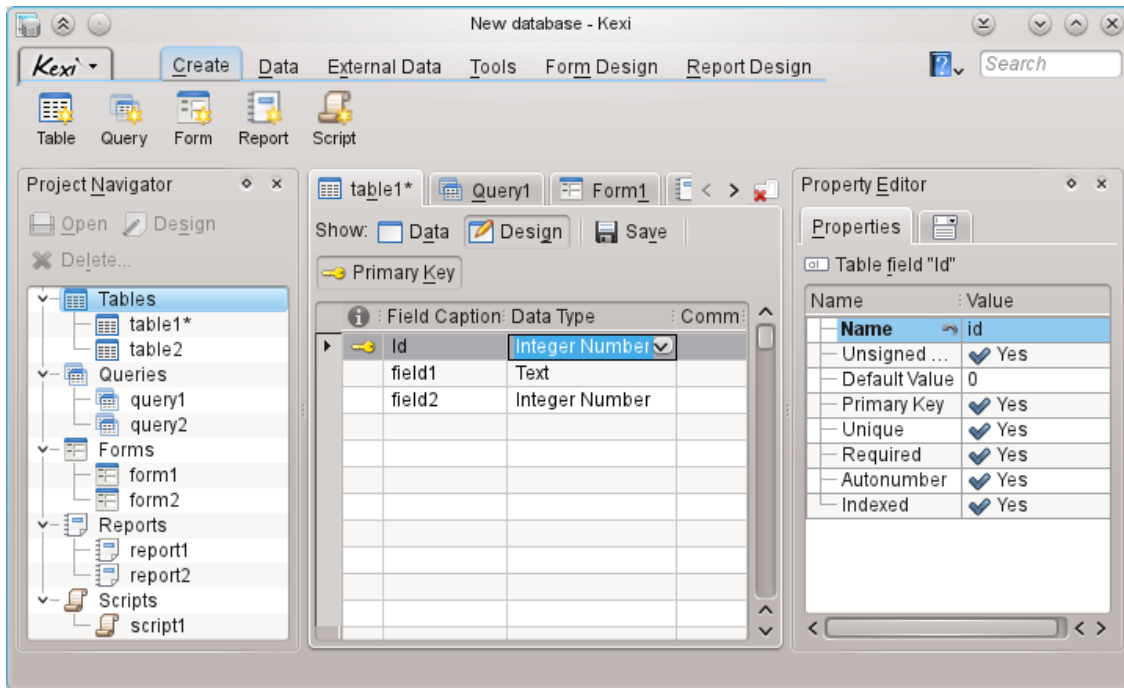 New database - Kexi
Kexi Create Data External Data Tools Form Design Report Design Search
Table Query Form Report Script
Project Navigator
Open Design
Delete...
Tables
table1*
table2
Queries
query1
query2
Forms
form1
form2
Reports
report1
report2
Scripts
script1
table1* Query1 Form1
Show: Data Design Save
Primary Key
Field Caption Data Type Comm
Id Integer Number
field1 Text
field2 Integer Number
Property Editor
Properties
Table field "Id"
Name Value
Name id
Unsigned ... Yes
Default Value 0
Primary Key Yes
Unique Yes
Required Yes
Autonumber Yes
Indexed Yes